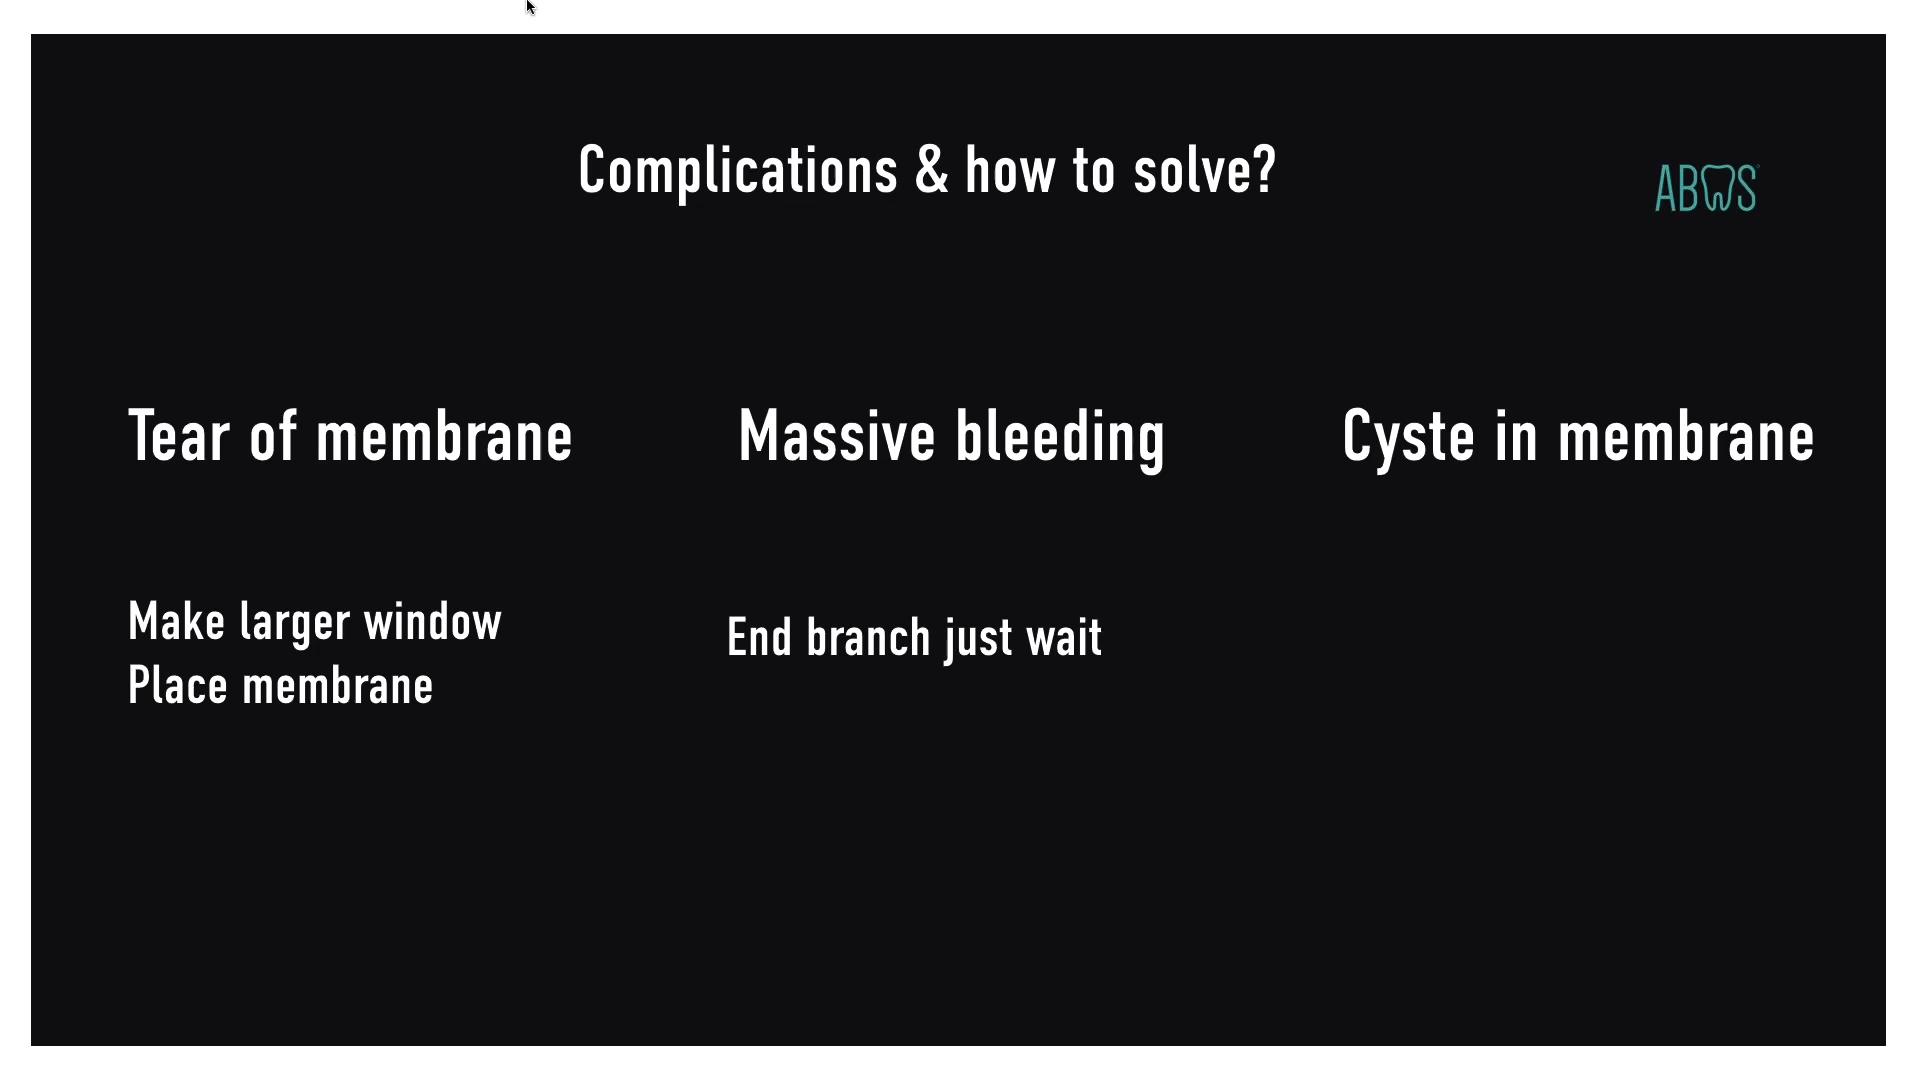 Complications & how to solve?
ABOS
Tear of membrane
Massive bleeding
Cyste in membrane
Make larger window
Place membrane
End branch just wait